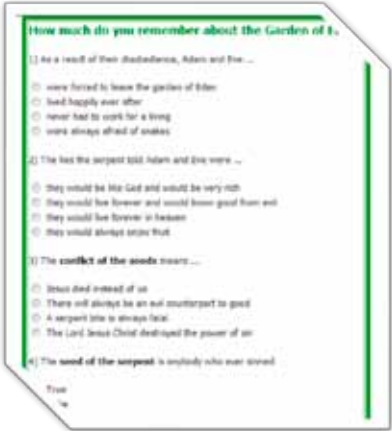 How much do you remember about the Garden of E
1) As a result of their disobedience, Adam and Eve ...
were forced to leave the garden of Eden
lived happily ever after
never had to work for a living
were always afraid of snakes
2) The lies the serpent told Adam and Eve were ...
they would be like God and would be very rich
they would live forever and would know good from evil
they would live forever in heaven
they would always enjoy fruit
3) The conflict of the seeds means ...
Jesus died instead of us
There will always be an evil counterpart to good
A serpent bite is always fatal
The Lord Jesus Christ destroyed the power of sin
4) The seed of the serpent is anybody who ever sinned
True